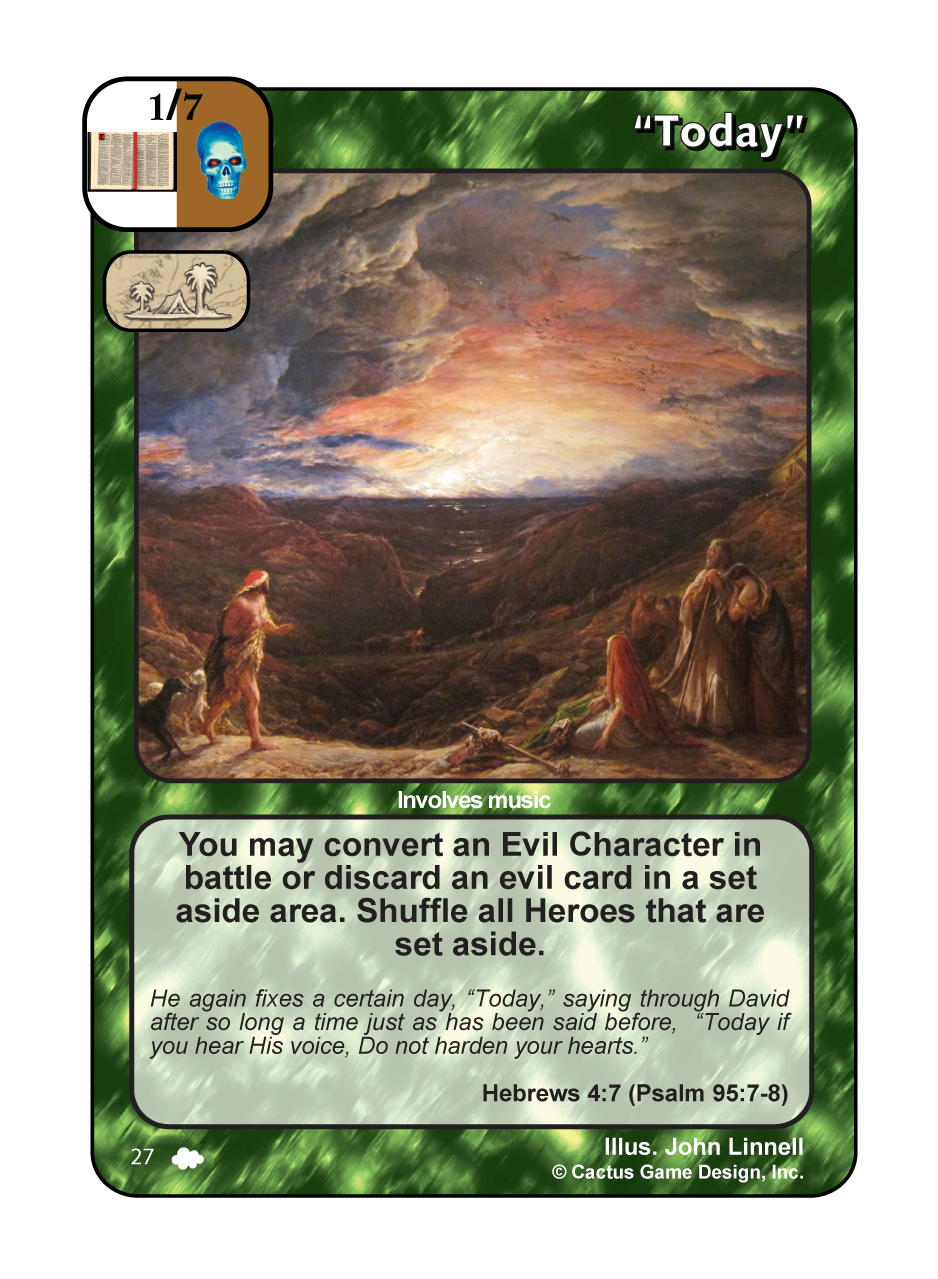 1/7
“Today”
Involves music
You may convert an Evil Character in
battle or discard an evil card in a set
aside area. Shuffle all Heroes that are
set aside.
He again fixes a certain day, “Today,” saying through David
after so long a time just as has been said before, “Today if
you hear His voice, Do not harden your hearts.”
Hebrews 4:7 (Psalm 95:7-8)
27
Illus. John Linnell
© Cactus Game Design, Inc.